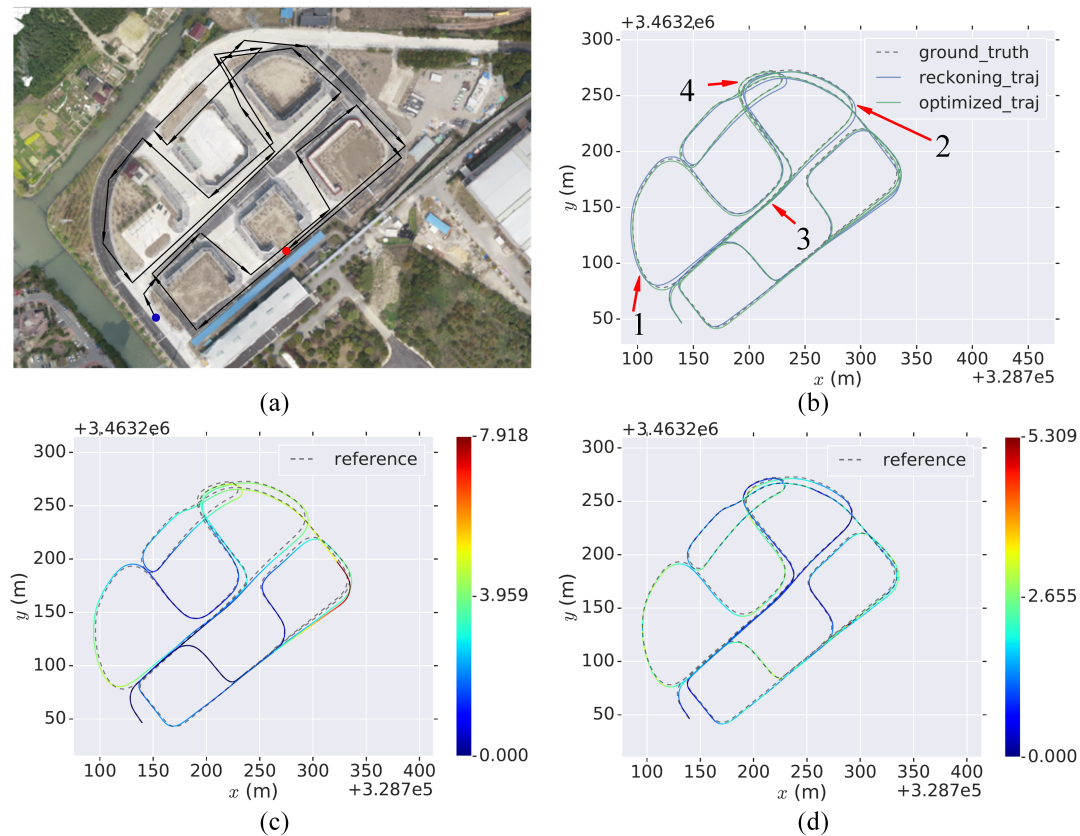 (a)
+3.4632e6
ground_truth
reckoning_traj
optimized_traj
300
250
200
150
100
50
y (m)
4
2
3
1
100 150 200 250 300 350 400 450
x (m)
+3.287e5
(b)
+3.4632e6
reference
300
250
200
150
100
50
y (m)
100 150 200 250 300 350 400
x (m)
+3.287e5
7.918
3.959
0.000
(c)
+3.4632e6
reference
300
250
200
150
100
50
y (m)
100 150 200 250 300 350 400
x (m)
+3.287e5
5.309
2.655
0.000
(d)